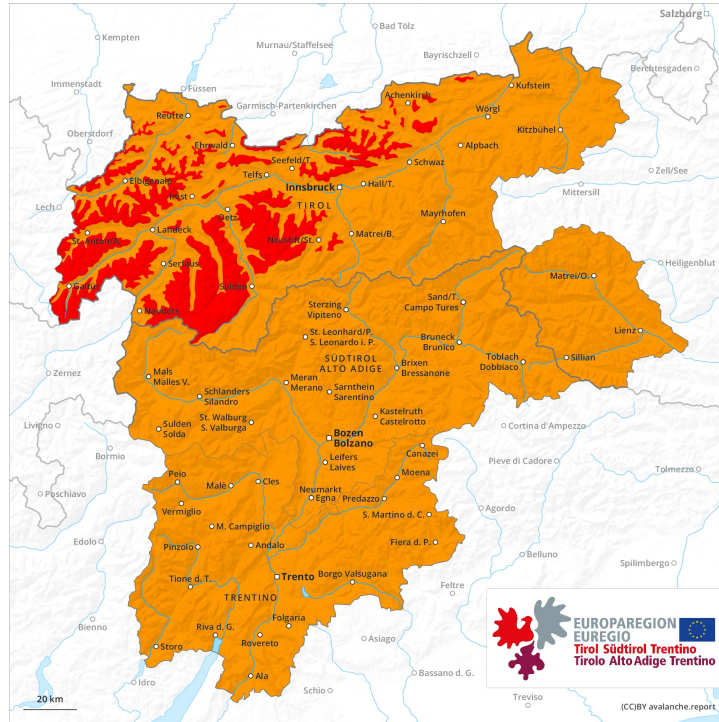 Salzburg
Kempten
Bad Tölz
Murnau/Staffelsee
Bayrischzell
Berchtesgaden
Immenstadt
Füssen
Garmisch-Partenkirchen
Achenkirch
Kufstein
Reutte
Wörgl
Oberstdorf
Kitzbühel
Ehrwald
Seefeld/T.
Alpbach
Schwaz
Zell/See
Telfs
Elbigenalp
Innsbruck
Hall/T.
Mittersill
Imst
TIROL
Lech
Oetz
Mayrhofen
St. Anton/A.
Landeck
Neustift/St.
Matrei/B.
Serfaus
Heiligenblut
Galtür
Sölden
Matrei/O.
Nauders
Sterzing
Vipiteno
Sand/T.
Campo Tures
St. Leonhard/P.
S. Leonardo i. P.
Lienz
Bruneck
Brunico
SÜDTIROL
ALTO ADIGE
Toblach
Dobbiaco
Sillian
Zernez
Mals
Malles V.
Brixen
Bressanone
Meran
Merano
Sarnthein
Sarentino
Schlanders
Silandro
Kastelruth
Castelrotto
St. Walburg
S. Valburga
Livigno
Sulden
Solda
Cortina d'Ampezzo
Bozen
Bolzano
Bormio
Canazei
Pieve di Cadore
Leifers
Laives
Tolmezzo
Moena
Peio
Malè
Cles
Poschiavo
Neumarkt
Egna
Predazzo
Vermiglio
Agordo
S. Martino d. C.
M. Campiglio
Edolo
Pinzolo
Andalo
Fiera d. P.
Belluno
Spilimbergo
Tione d. T.
Trento
Borgo Valsugana
Feltre
TRENTINO
Bienno
Folgaria
Riva d. G.
Rovereto
Asiago
Storo
Ala
Idro
Schio
Bassano d. G.
Treviso
EUROPAREGION
EUREGIO
Tirol Südtirol Trentino
Tirolo Alto Adige Trentino
20 km
(CC)BY avalanche.report